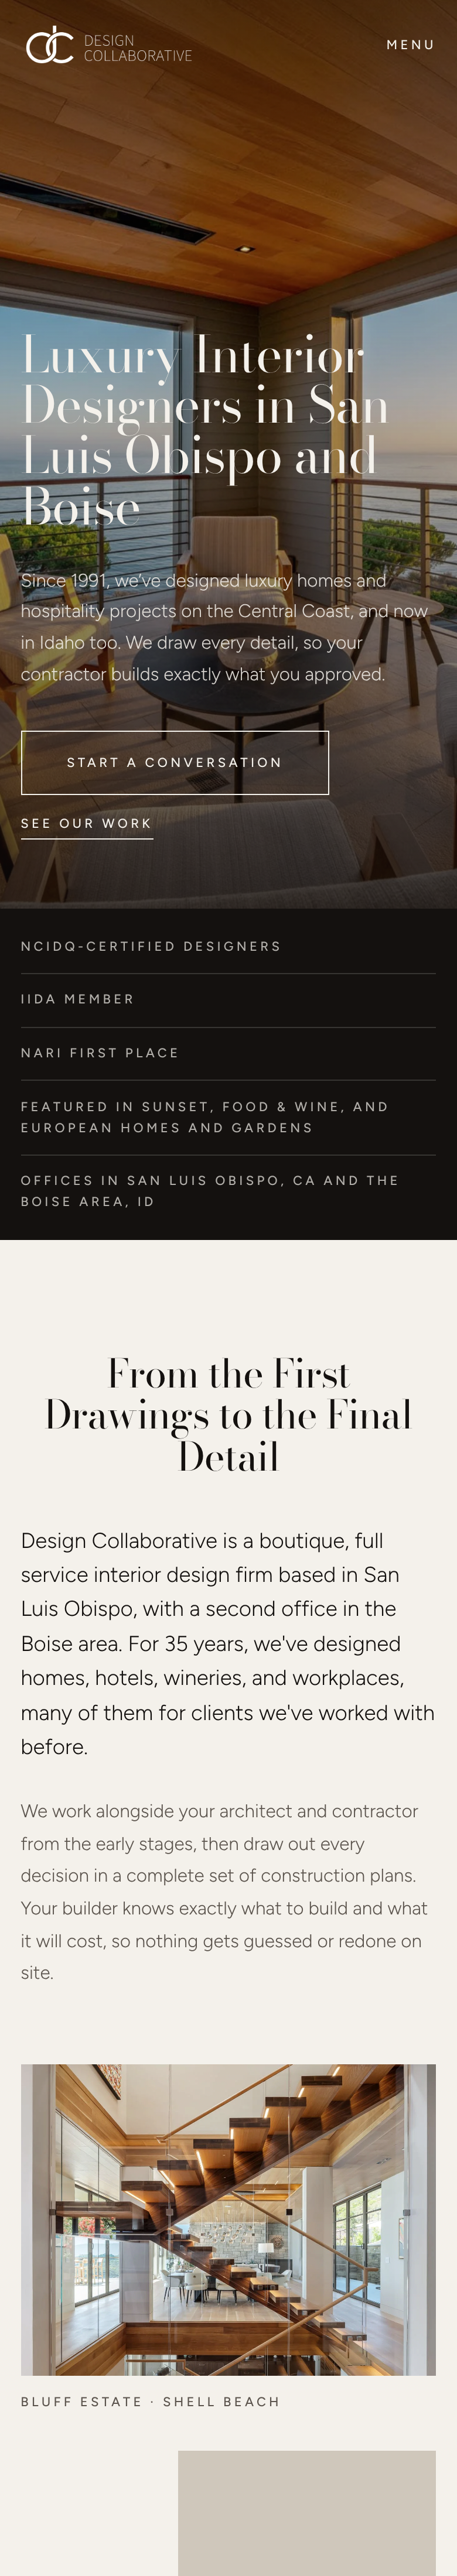 DESIGN
COLLABORATIVE
MENU
Luxury Interior
Designers in San
Luis Obispo and
Boise
Since 1991, we've designed luxury homes and
hospitality projects on the Central Coast, and now
in Idaho too. We draw every detail, so your
contractor builds exactly what you approved.
START A CONVERSATION
SEE OUR WORK
NCIDQ-CERTIFIED DESIGNERS
IIDA MEMBER
NARI FIRST PLACE
FEATURED IN SUNSET, FOOD & WINE, AND
EUROPEAN HOMES AND GARDENS
OFFICES IN SAN LUIS OBISPO, CA AND THE
BOISE AREA, ID
From the First
Drawings to the Final
Detail
Design Collaborative is a boutique, full
service interior design firm based in San
Luis Obispo, with a second office in the
Boise area. For 35 years, we've designed
homes, hotels, wineries, and workplaces,
many of them for clients we've worked with
before.
We work alongside your architect and contractor
from the early stages, then draw out every
decision in a complete set of construction plans.
Your builder knows exactly what to build and what
it will cost, so nothing gets guessed or redone on
site.
BLUFF ESTATE · SHELL BEACH